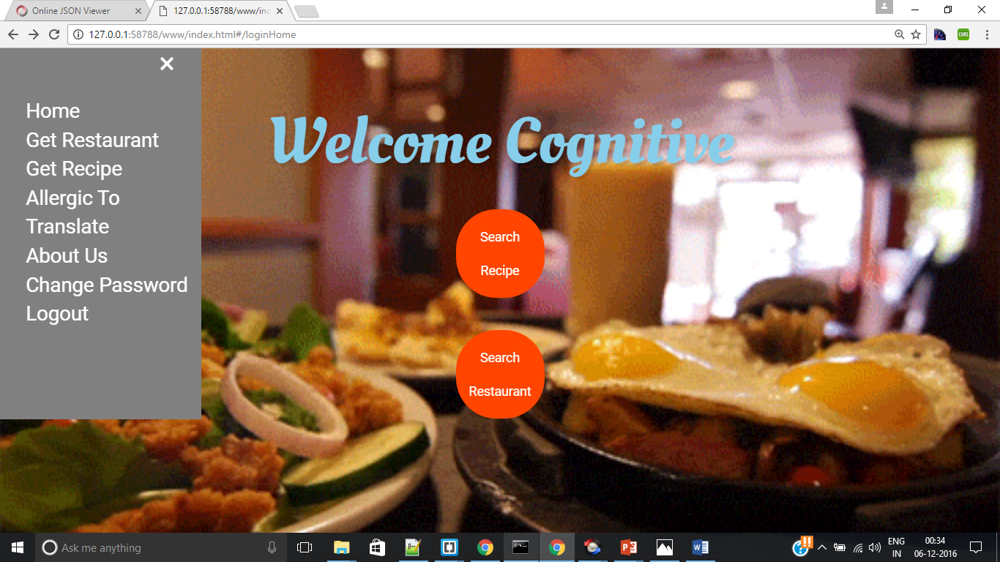 Online JSON Viewer
127.0.0.1:58788/www/inc
127.0.0.1:58788/www/index.html#/loginHome
CORS
Home
Get Restaurant
Get Recipe
Allergic To
Translate
About Us
Change Password
Logout
Welcome Cognitive
Search
Recipe
Search
Restaurant
Ask me anything
ENG
IN
00:34
06-12-2016